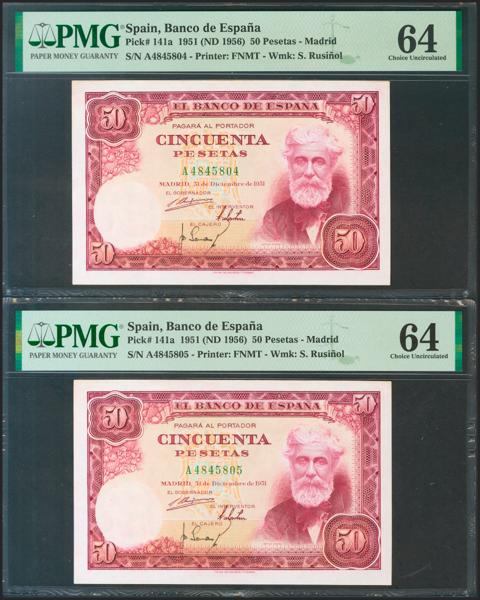 PMG
PAPER MONEY GUARANTY
Spain, Banco de España
Pick# 141a 1951 (ND 1956) 50 Pesetas - Madrid
S/N A4845804 - Printer: FNMT - Wmk: S. Rusiñol
64
Choice Uncirculated
50
EL BANCO DE ESPAÑA
50
PAGARÁ AL PORTADOR
CINCUENTA
PESETAS
A4845804
MADRID, 31 de Diciembre de 1951
EL GOBERNADOR
EL INTERVENTOR
EL CAJERO
50
50
PMG
PAPER MONEY GUARANTY
Spain, Banco de España
Pick# 141a 1951 (ND 1956) 50 Pesetas - Madrid
S/N A4845805 - Printer: FNMT - Wmk: S. Rusiñol
64
Choice Uncirculated
50
EL BANCO DE ESPAÑA
50
PAGARÁ AL PORTADOR
CINCUENTA
PESETAS
A4845805
MADRID, 31 de Diciembre de 1951
EL GOBERNADOR
EL INTERVENTOR
EL CAJERO
50
50